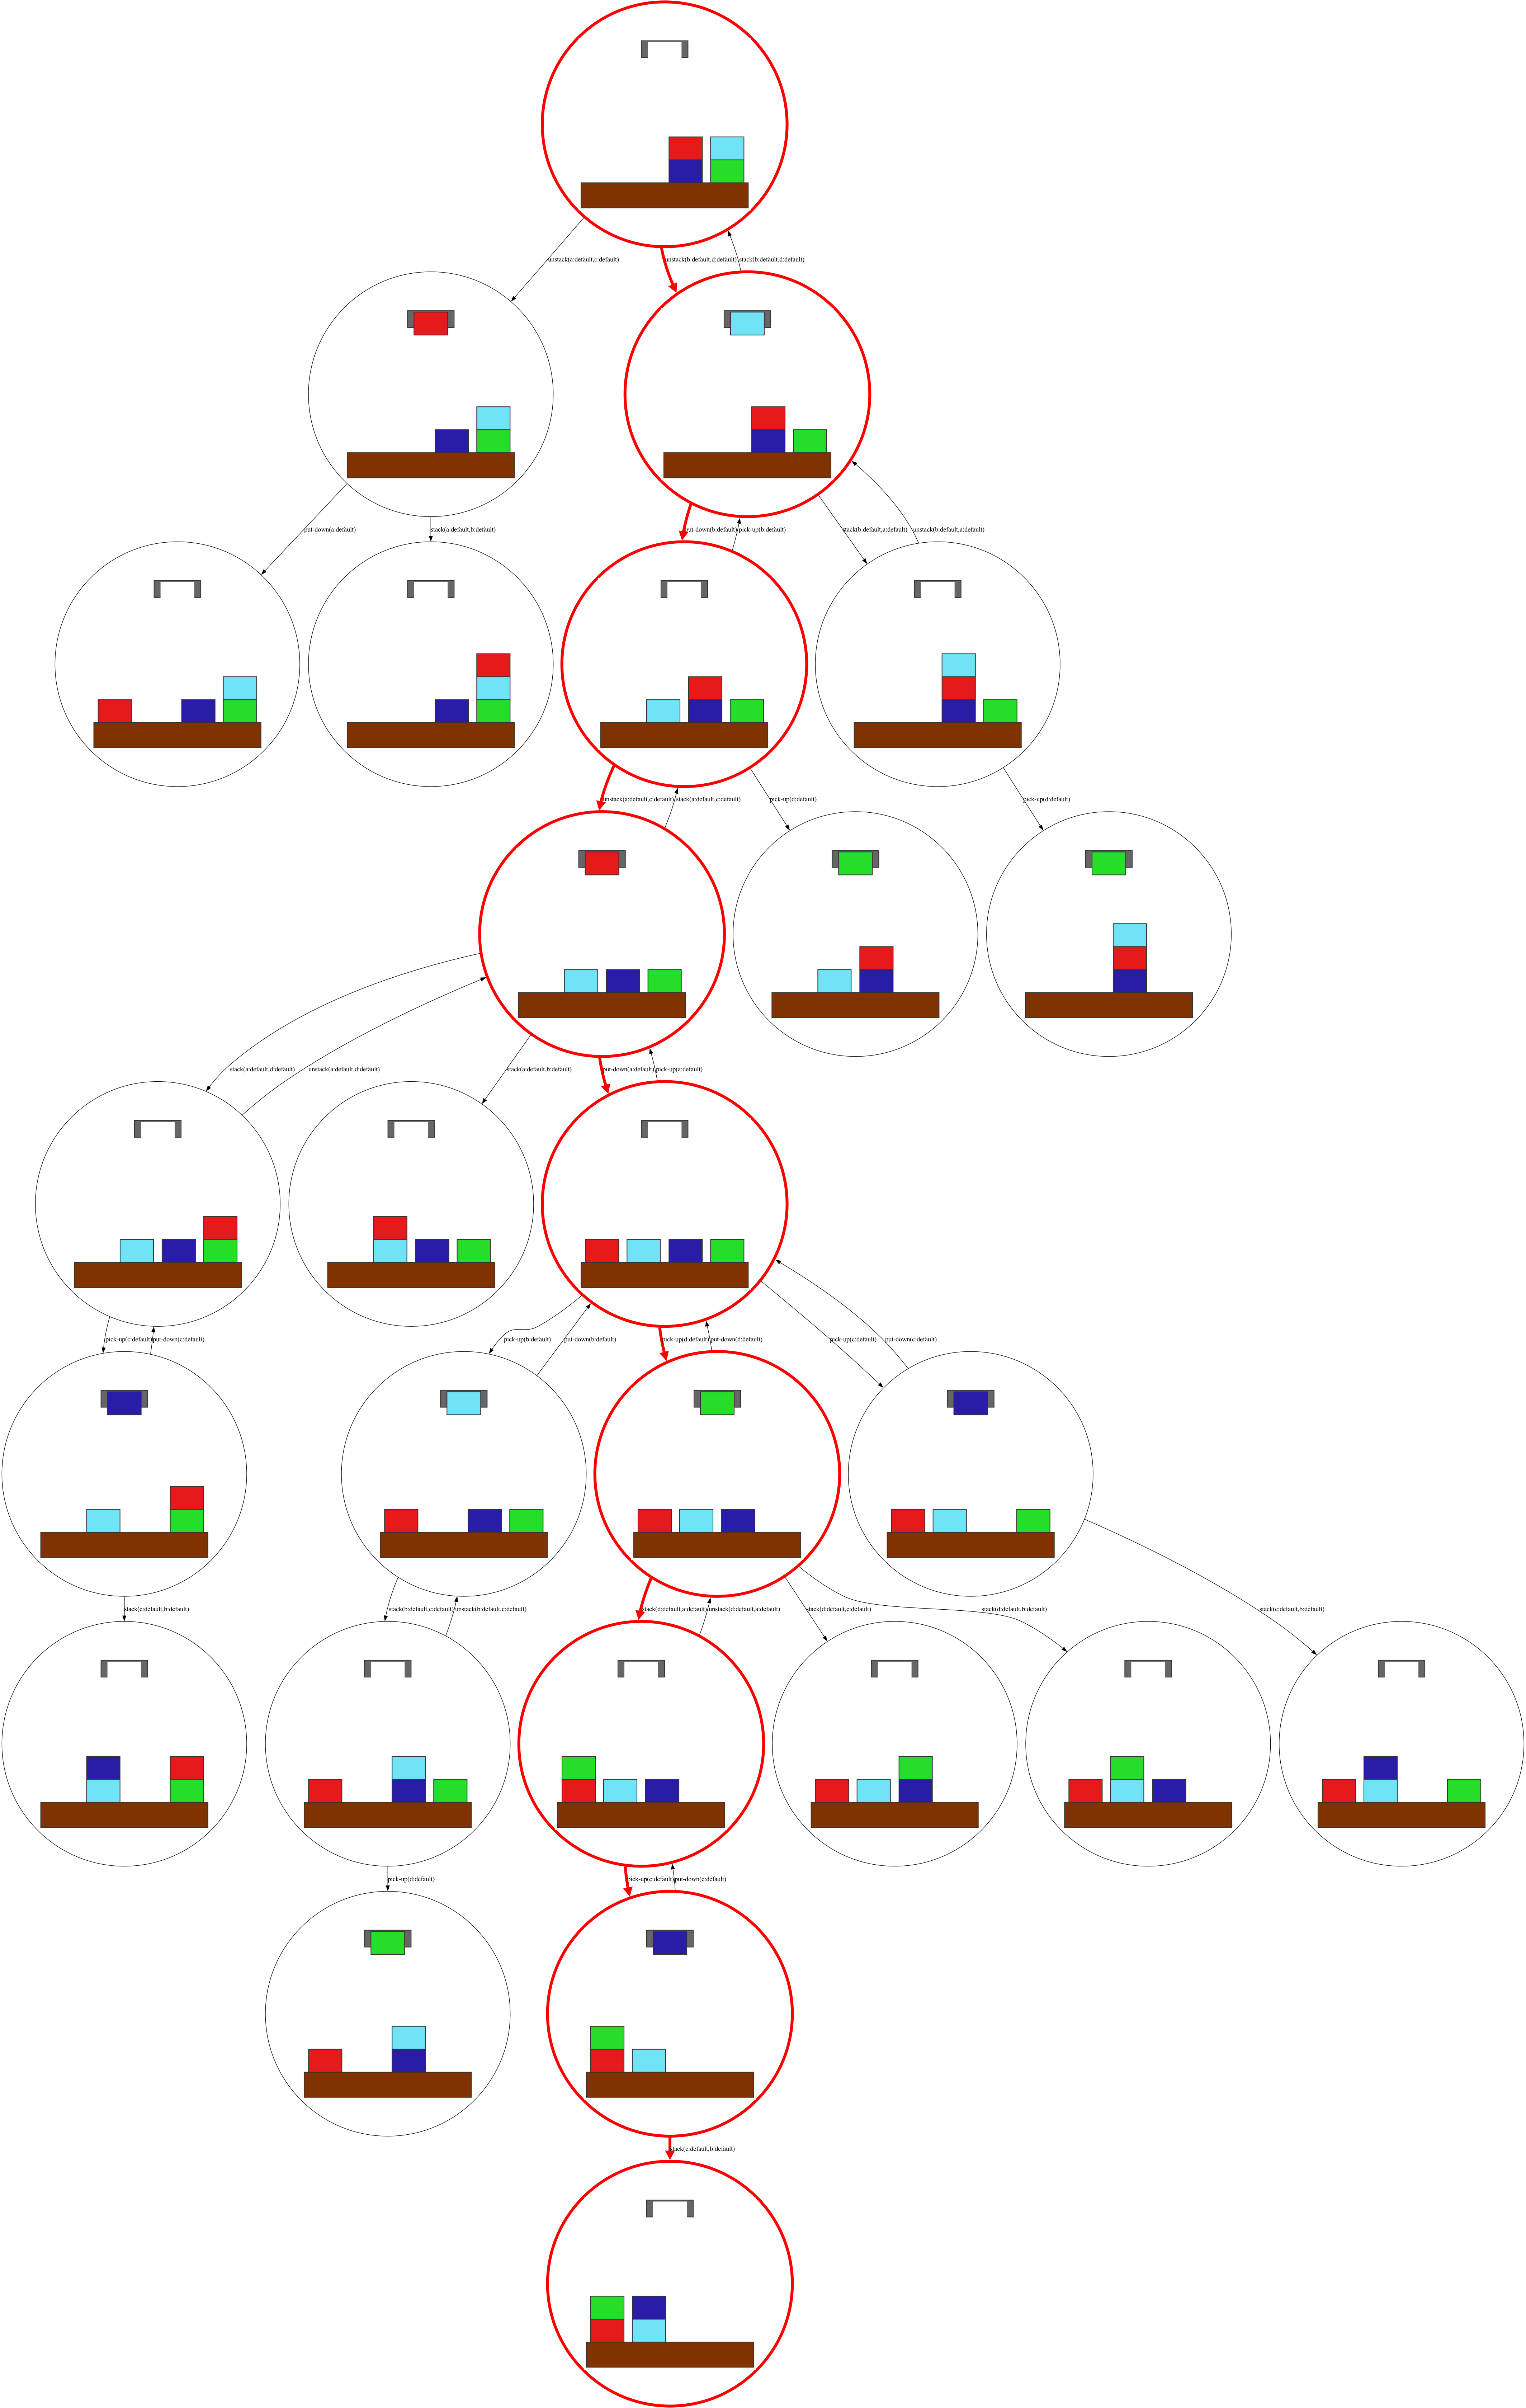 unstack(a:default,c:default)
unstack(b:default,d:default)
stack(b:default,d:default)
put-down(a:default)
stack(a:default,b:default)
put-down(b:default)
pick-up(b:default)
stack(b:default,a:default)
unstack(b:default,a:default)
unstack(a:default,c:default)
stack(a:default,c:default)
pick-up(d:default)
pick-up(d:default)
stack(a:default,d:default)
unstack(a:default,d:default)
stack(a:default,b:default)
put-down(a:default)
pick-up(a:default)
pick-up(c:default)
put-down(c:default)
pick-up(b:default)
put-down(b:default)
pick-up(d:default)
put-down(d:default)
pick-up(c:default)
put-down(c:default)
stack(c:default,b:default)
stack(b:default,c:default)
unstack(b:default,c:default)
stack(d:default,a:default)
unstack(d:default,a:default)
stack(d:default,c:default)
stack(d:default,b:default)
stack(c:default,b:default)
pick-up(d:default)
pick-up(c:default)
put-down(c:default)
stack(c:default,b:default)